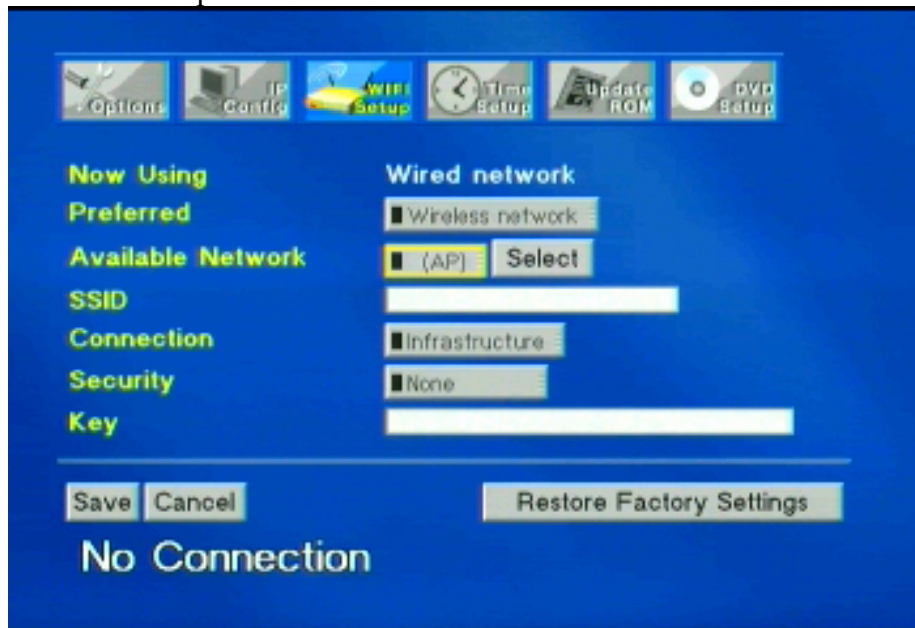 Options
IP Config
WIFI Setup
Time Setup
Update ROM
DVD Setup
Now Using Wired network
Preferred Wireless network
Available Network (AP) Select
SSID
Connection Infrastructure
Security None
Key
Save Cancel Restore Factory Settings
No Connection